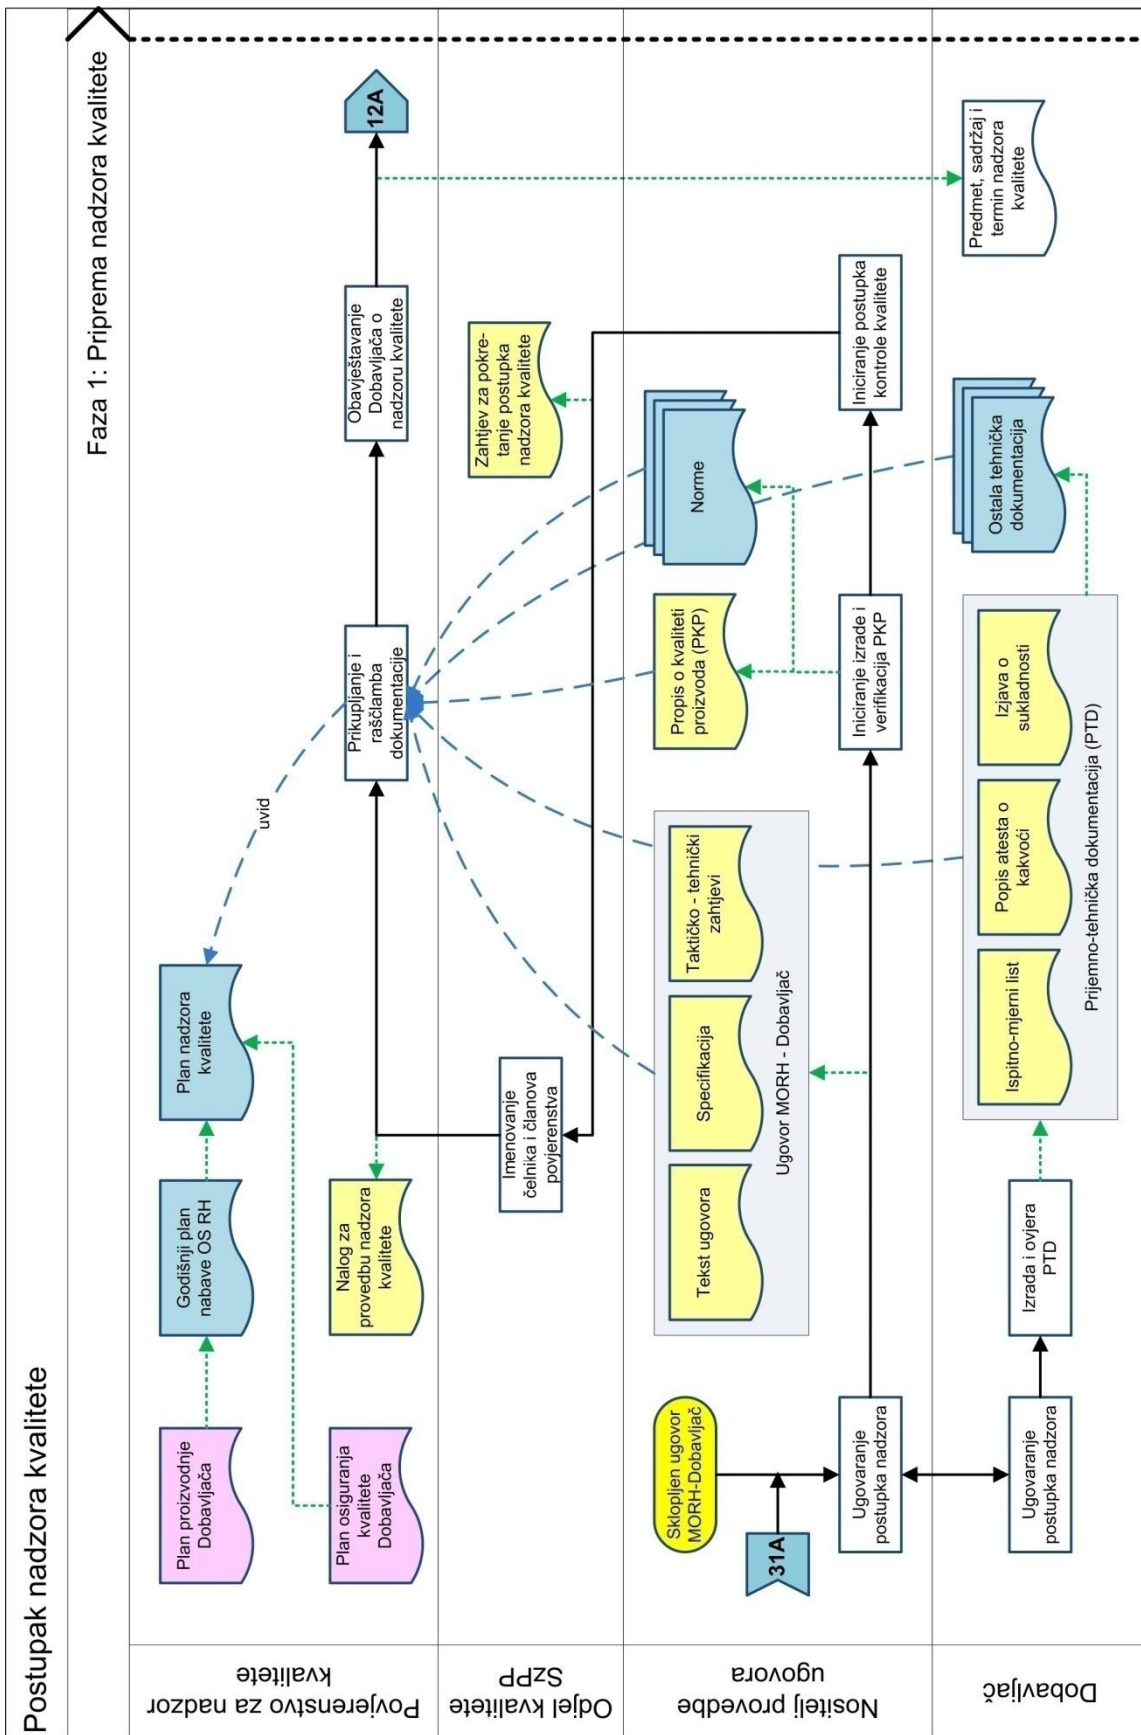 Postupak nadzora kvalitete
Faza 1: Priprema nadzora kvalitete
Povjerenstvo za nadzor
kvalitete
Plan proizvodnje
Dobavljača
Godišnji plan
nabave OS RH
Plan nadzora
kvalitete
uvid
Plan osiguranja
kvalitete
Dobavljača
Nalog za
provedbu nadzora
kvalitete
Prikupljanje i
raščlamba
dokumentacije
Obavještavanje
Dobavljača o
nadzoru kvalitete
12A
Odjel kvalitete
SzPP
Imenovanje
čelnika i članova
povjerenstva
Zahtjev za pokre-
tanje postupka
nadzora kvalitete
Nositelj provedbe
ugovora
Sklopljen ugovor
MORH-Dobavljač
31A
Ugovaranje
postupka nadzora
Tekst ugovora
Specifikacija
Taktičko - tehnički
zahtjevi
Ugovor MORH - Dobavljač
Propis o kvaliteti
proizvoda (PKP)
Norme
Iniciranje izrade i
verifikacija PKP
Iniciranje postupka
kontrole kvalitete
Dobavljač
Ugovaranje
postupka nadzora
Izrada i ovjera
PTD
Ispitno-mjerni list
Popis atesta o
kakvoći
Izjava o
sukladnosti
Prijemno-tehnička dokumentacija (PTD)
Ostala tehnička
dokumentacija
Predmet, sadržaj i
termin nadzora
kvalitete